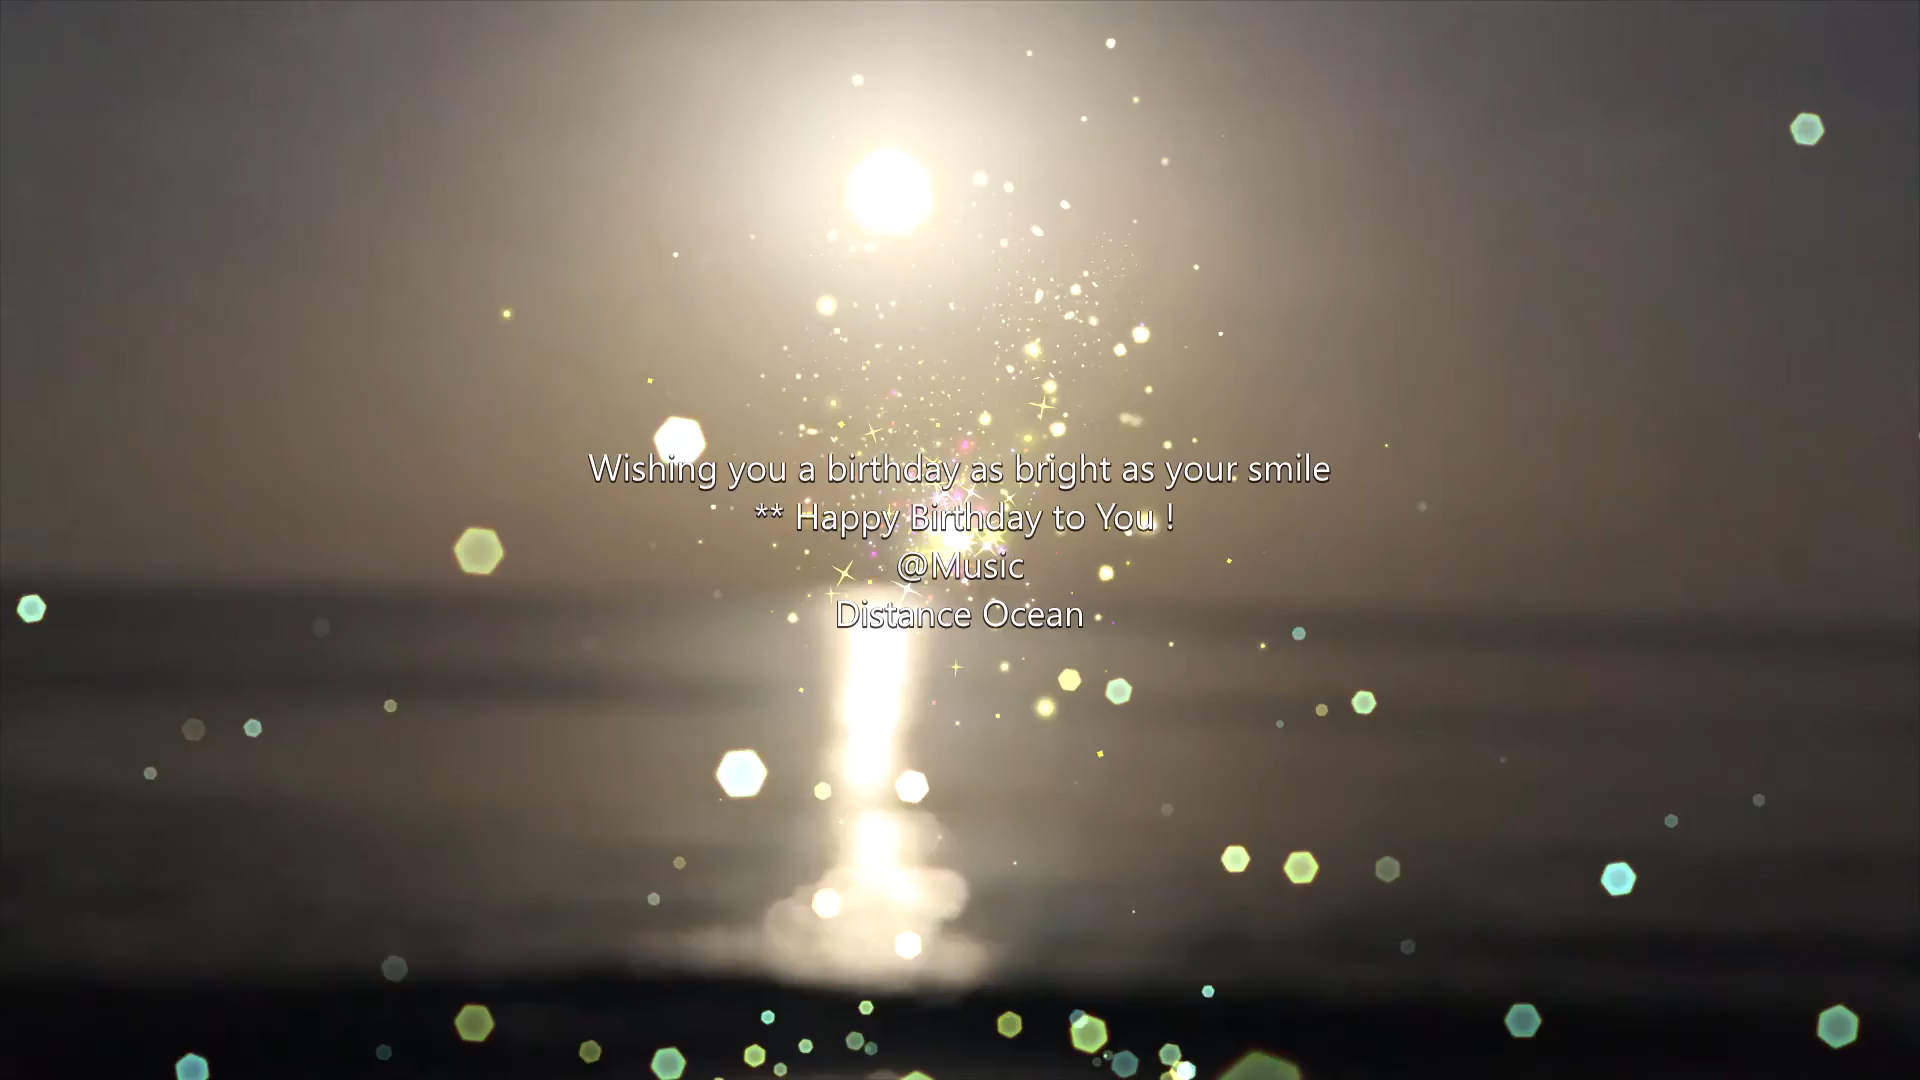 Wishing you a birthday as bright as your smile
** Happy Birthday to You !
@Music
Distance Ocean